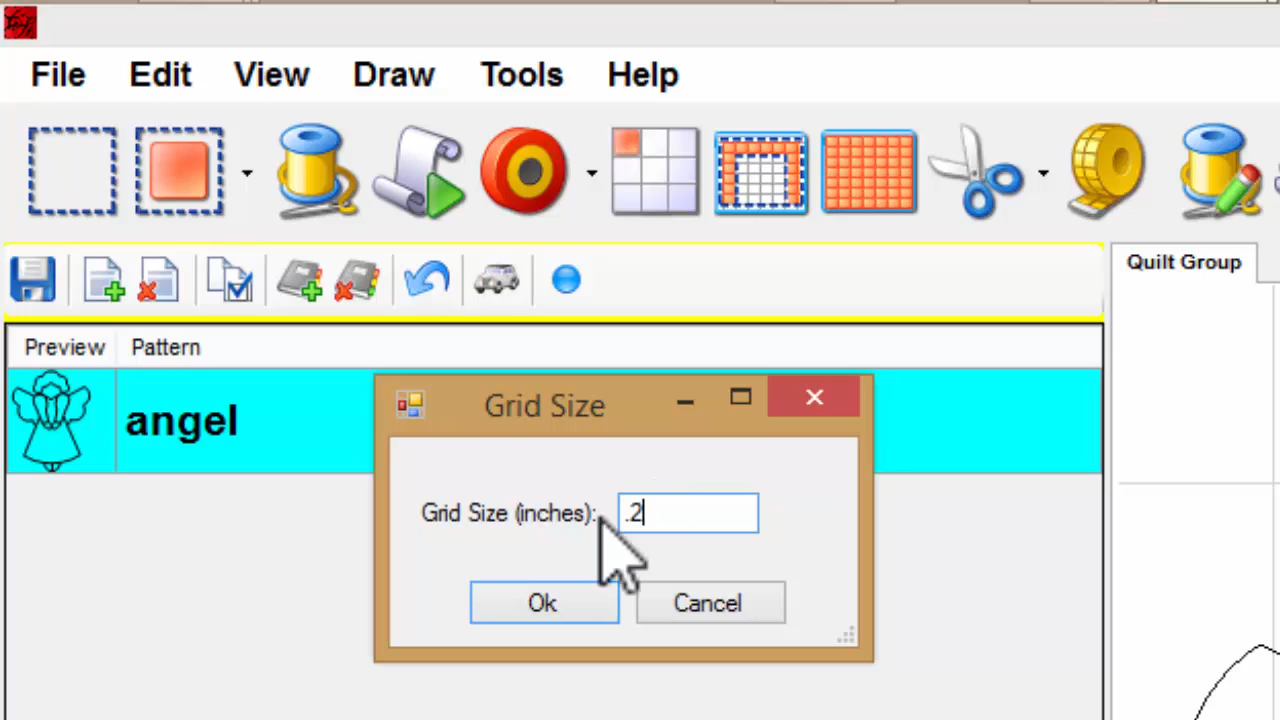 File Edit View Draw Tools Help
Quilt Group
Preview Pattern
angel
Grid Size
Grid Size (inches): .2
Ok Cancel